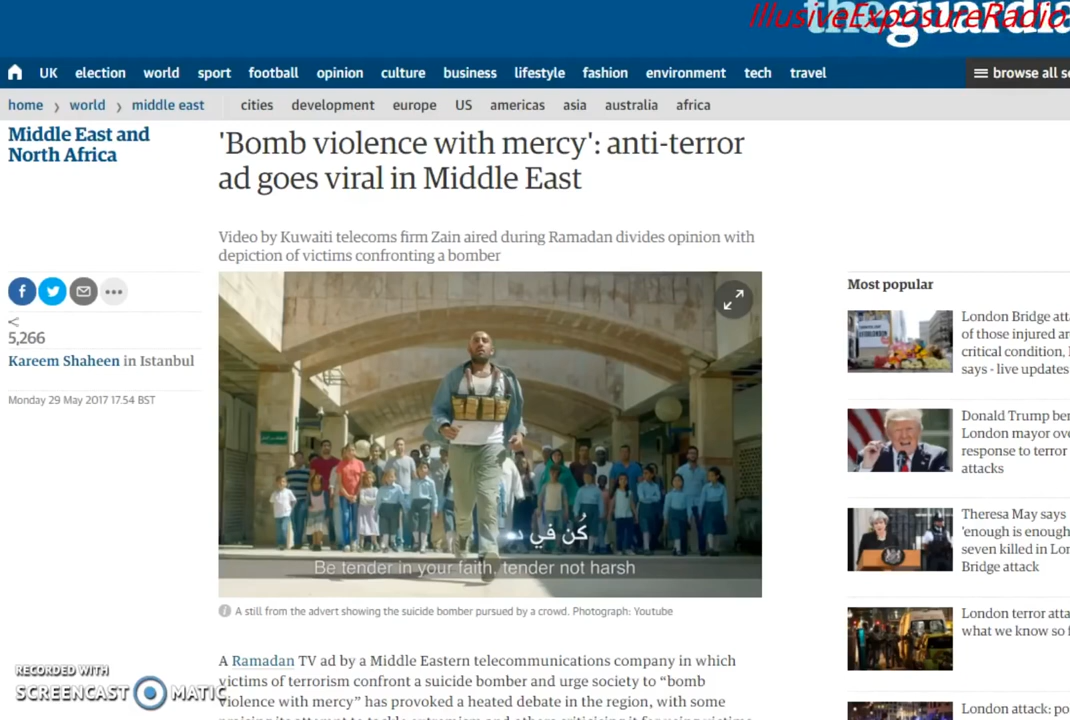 IllusiveExposureRadio
theguardia
UK election world sport football opinion culture business lifestyle fashion environment tech travel browse all se
home world middle east cities development europe US americas asia australia africa
Middle East and
North Africa
'Bomb violence with mercy': anti-terror
ad goes viral in Middle East
Video by Kuwaiti telecoms firm Zain aired during Ramadan divides opinion with
depiction of victims confronting a bomber
5,266
Kareem Shaheen in Istanbul
Monday 29 May 2017 17.54 BST
كُن في د
Be tender in your faith, tender not harsh
A still from the advert showing the suicide bomber pursued by a crowd. Photograph: Youtube
A Ramadan TV ad by a Middle Eastern telecommunications company in which
victims of terrorism confront a suicide bomber and urge society to “bomb
violence with mercy” has provoked a heated debate in the region, with some
Most popular
London Bridge atta
of those injured ar
critical condition,
says - live updates
Donald Trump ber
London mayor ove
response to terror
attacks
Theresa May says
'enough is enough
seven killed in Lor
Bridge attack
London terror atta
what we know so f
London attack: po
RECORDED WITH
SCREENCAST MATIC